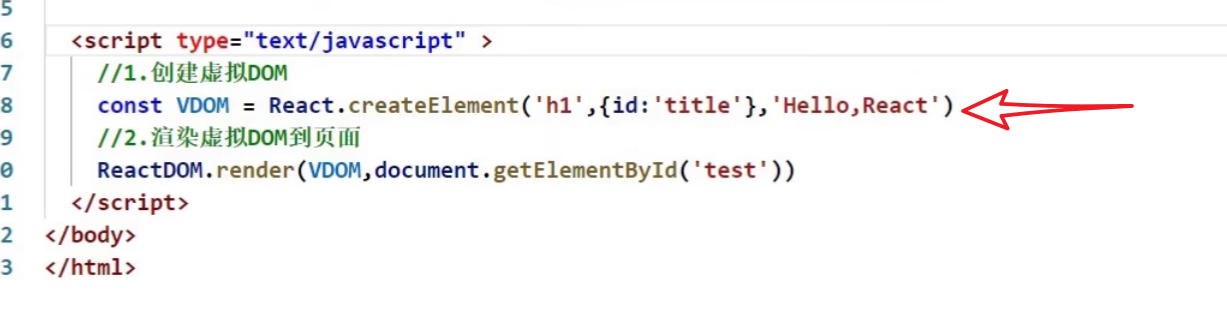 5
6 <script type="text/javascript" >
7 //1.创建虚拟DOM
8 const VDOM = React.createElement('h1',{id:'title'},'Hello,React')
9 //2.渲染虚拟DOM到页面
0 ReactDOM.render(VDOM,document.getElementById('test'))
1 </script>
2 </body>
3 </html>